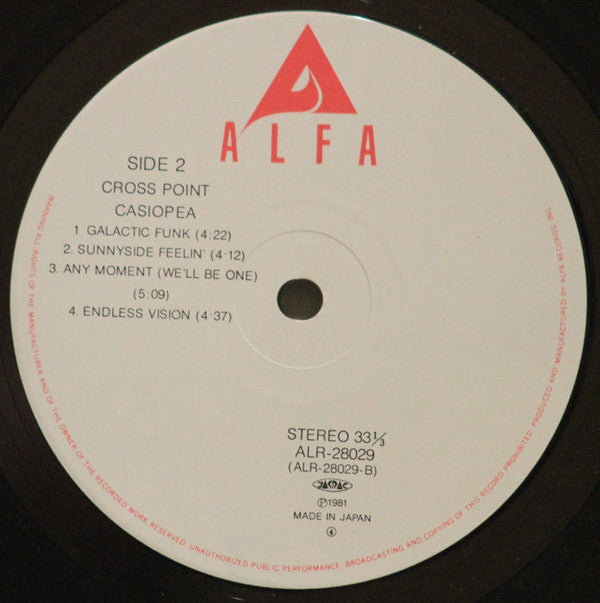 ALFA
SIDE 2
CROSS POINT
CASIOPEA
1 GALACTIC FUNK (4:22)
2. SUNNYSIDE FEELIN' (4:12)
3. ANY MOMENT (WE'LL BE ONE)
(5:09)
4. ENDLESS VISION (4:37)
STEREO 33⅓
ALR-28029
(ALR-28029-B)
JASRAC
Ⓟ1981
MADE IN JAPAN
④
WARNING ALL RIGHTS OF THE MANUFACTURER AND OF THE OWNER OF THE RECORDED WORK RESERVED. UNAUTHORIZED PUBLIC PERFORMANCE, BROADCASTING AND COPYING OF THIS RECORD PROHIBITED. PRODUCED AND MANUFACTURED BY ALFA RECORDS, INC.